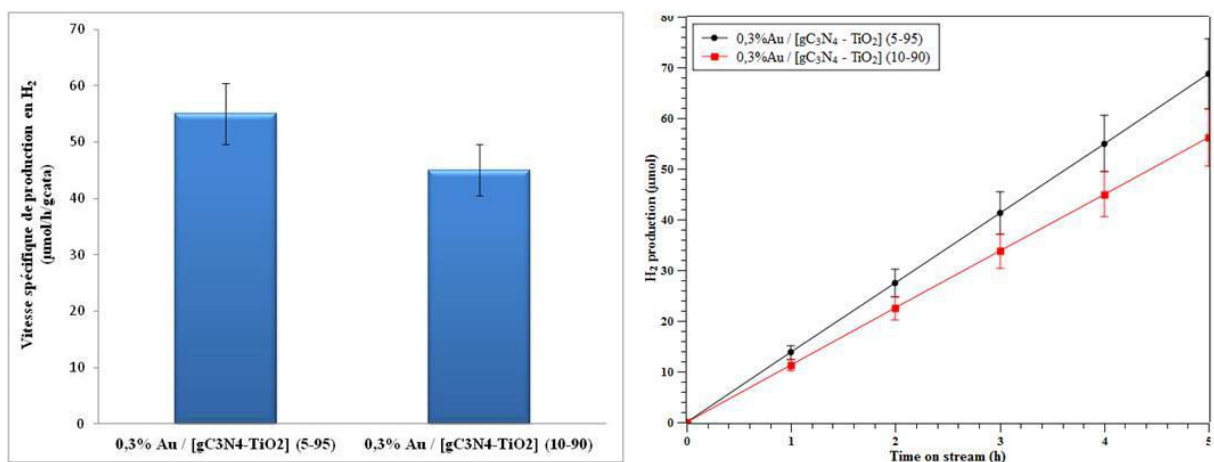 Vitesse spécifique de production en H₂
(µmol/h/gcata)
70
60
50
40
30
20
10
0
0,3% Au / [gC3N4-TiO2] (5-95)
0,3% Au / [gC3N4-TiO2] (10-90)
H₂ production (µmol)
80
70
60
50
40
30
20
10
0
0,3%Au / [gC₃N₄ - TiO₂] (5-95)
0,3%Au / [gC₃N₄ - TiO₂] (10-90)
0
1
2
3
4
5
Time on stream (h)